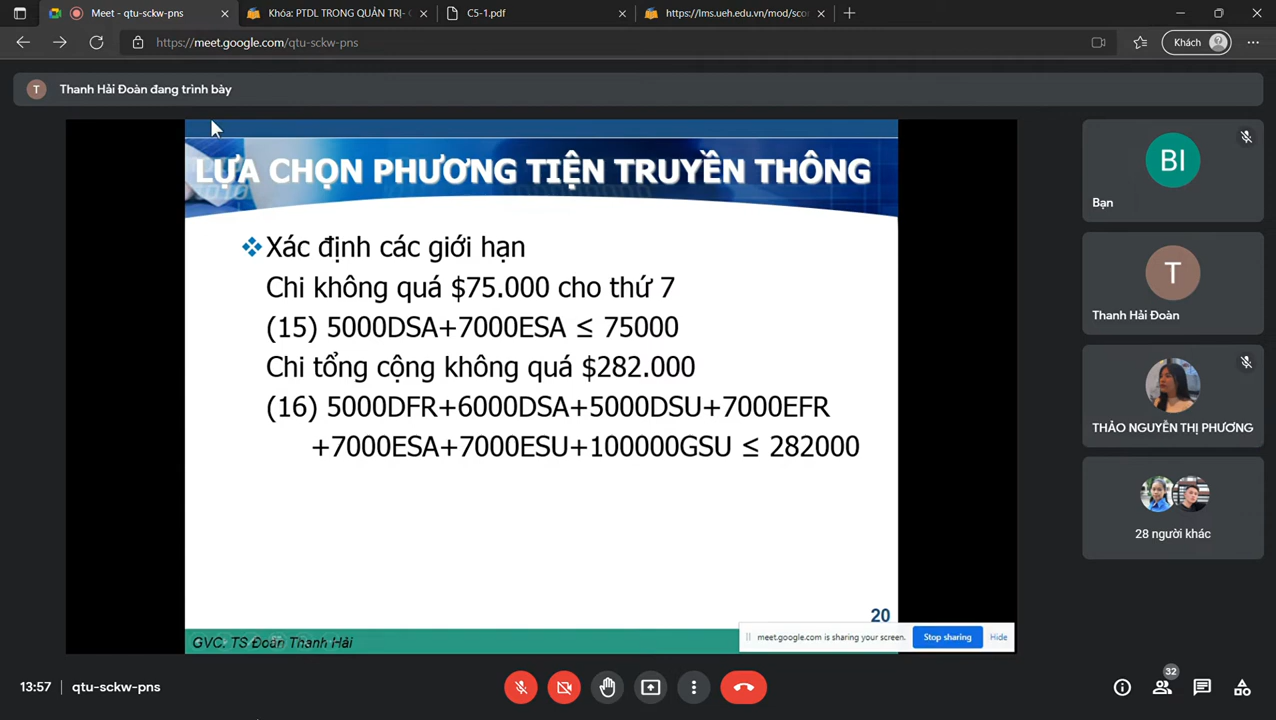 Meet - qtu-sckw-pns
Khóa: PTDL TRONG QUẢN TRỊ-
C5-1.pdf
https://lms.ueh.edu.vn/mod/sco
https://meet.google.com/qtu-sckw-pns
Khách
T
Thanh Hải Đoàn đang trình bày
LỰA CHỌN PHƯƠNG TIỆN TRUYỀN THÔNG
Xác định các giới hạn
Chi không quá $75.000 cho thứ 7
(15) 5000DSA+7000ESA ≤ 75000
Chi tổng cộng không quá $282.000
(16) 5000DFR+6000DSA+5000DSU+7000EFR
+7000ESA+7000ESU+100000GSU ≤ 282000
20
GVC. TS Đoàn Thanh Hải
meet.google.com is sharing your screen.
Stop sharing
Hide
BI
Bạn
T
Thanh Hải Đoàn
THẢO NGUYỄN THỊ PHƯƠNG
28 người khác
13:57
qtu-sckw-pns
32